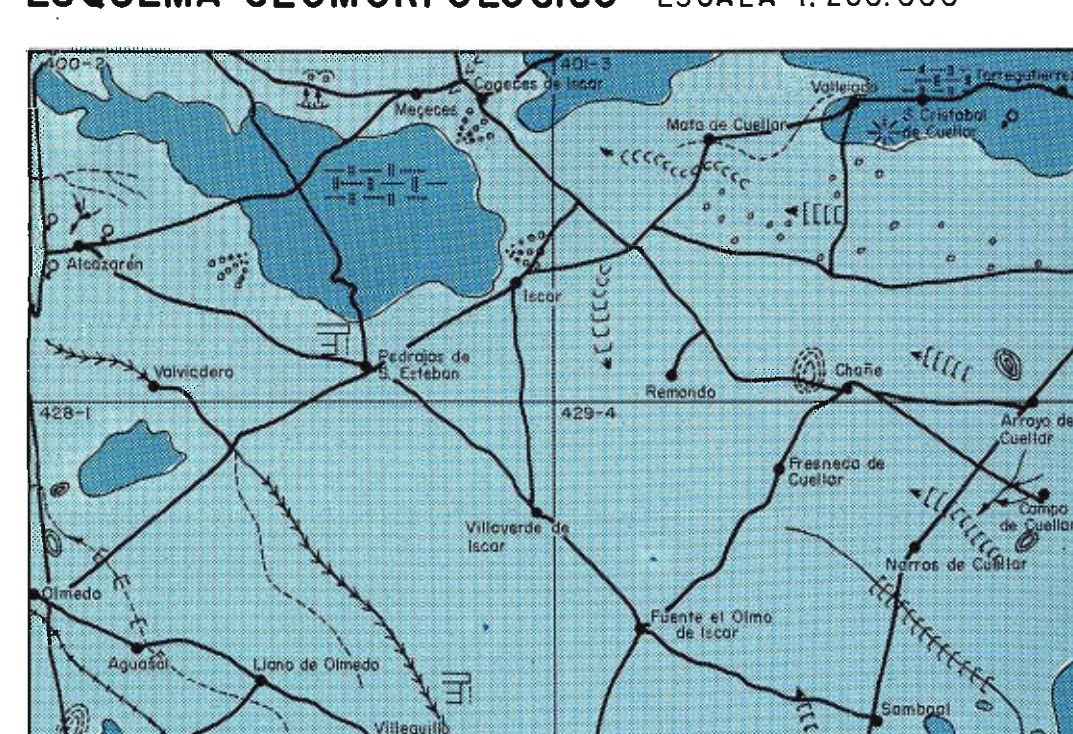 ESQUEMA GEOMORFOLOGICO ESCALA 1:200.000
400-2
401-3
Cogeces de Iscar
Megeces
Vallelado
Torregutierrez
S. Cristobal
de Cuellar
Mata de Cuellar
Alcazarén
Iscar
Pedrajas de
S. Esteban
Valviadero
Remondo
Chañe
428-1
429-4
Arroyo de
Cuellar
Fresneda de
Cuellar
Campo
de Cuellar
Villaverde de
Iscar
Narros de Cuellar
Olmedo
Fuente el Olmo
de Iscar
Aguasal
Llano de Olmedo
Samboal
Villeguillo